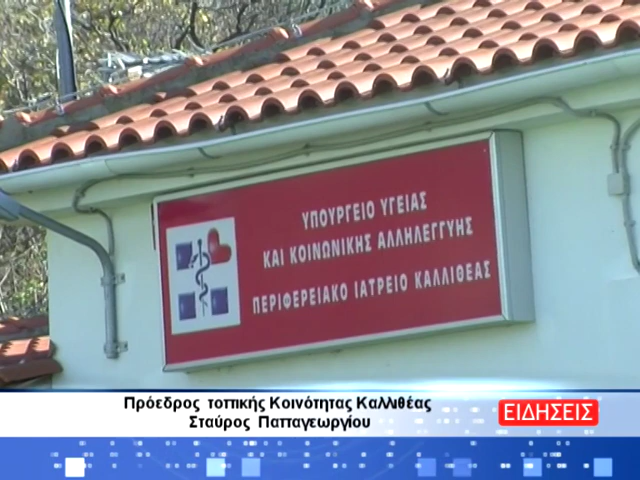 ΥΠΟΥΡΓΕΙΟ ΥΓΕΙΑΣ
ΚΑΙ ΚΟΙΝΩΝΙΚΗΣ ΑΛΛΗΛΕΓΓΥΗΣ
ΠΕΡΙΦΕΡΕΙΑΚΟ ΙΑΤΡΕΙΟ ΚΑΛΛΙΘΕΑΣ
Πρόεδρος τοπικής Κοινότητας Καλλιθέας
Σταύρος Παπαγεωργίου
ΕΙΔΗΣΕΙΣ